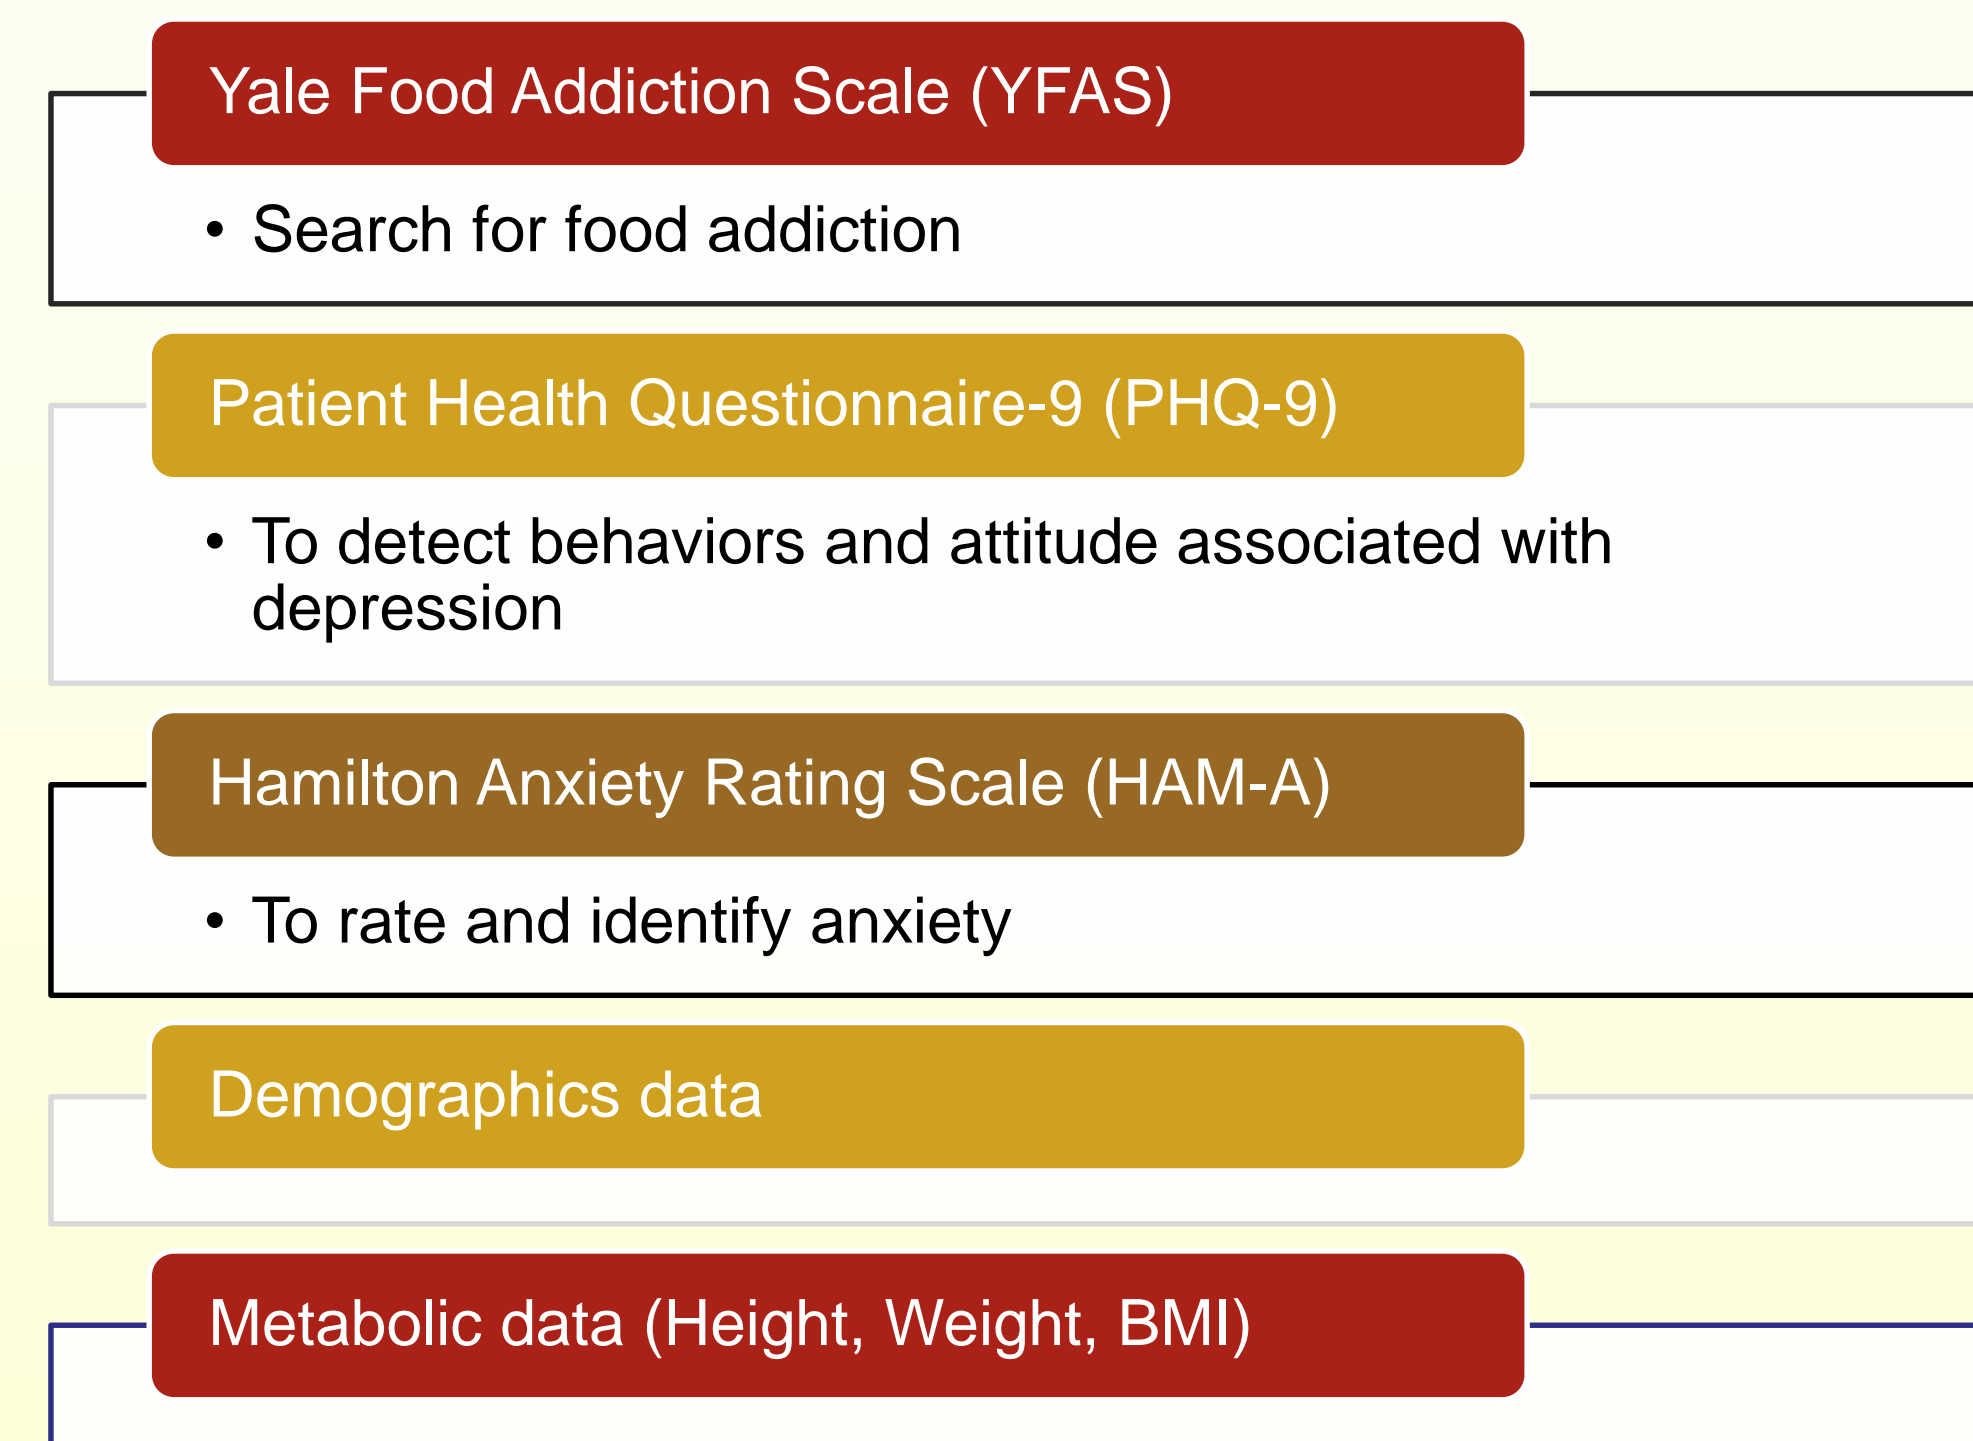 Yale Food Addiction Scale (YFAS)
• Search for food addiction
Patient Health Questionnaire-9 (PHQ-9)
• To detect behaviors and attitude associated with
depression
Hamilton Anxiety Rating Scale (HAM-A)
• To rate and identify anxiety
Demographics data
Metabolic data (Height, Weight, BMI)